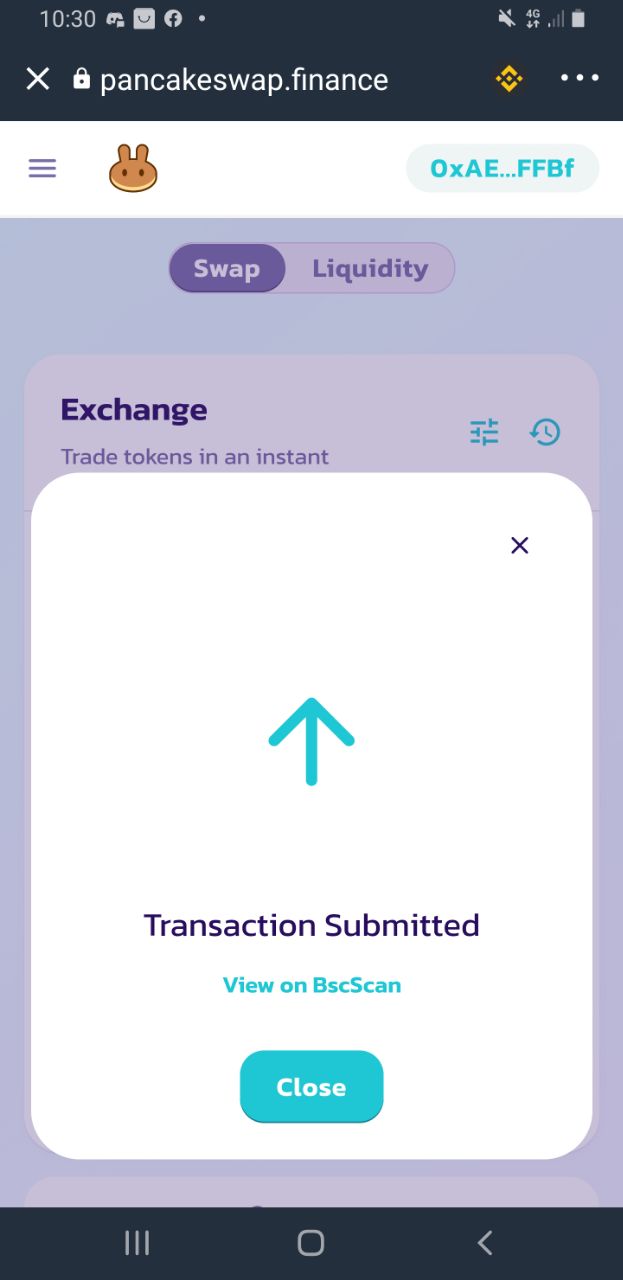 10:30
4G
pancakeswap.finance
0xAE...FFBf
Swap Liquidity
Exchange
Trade tokens in an instant
Transaction Submitted
View on BscScan
Close